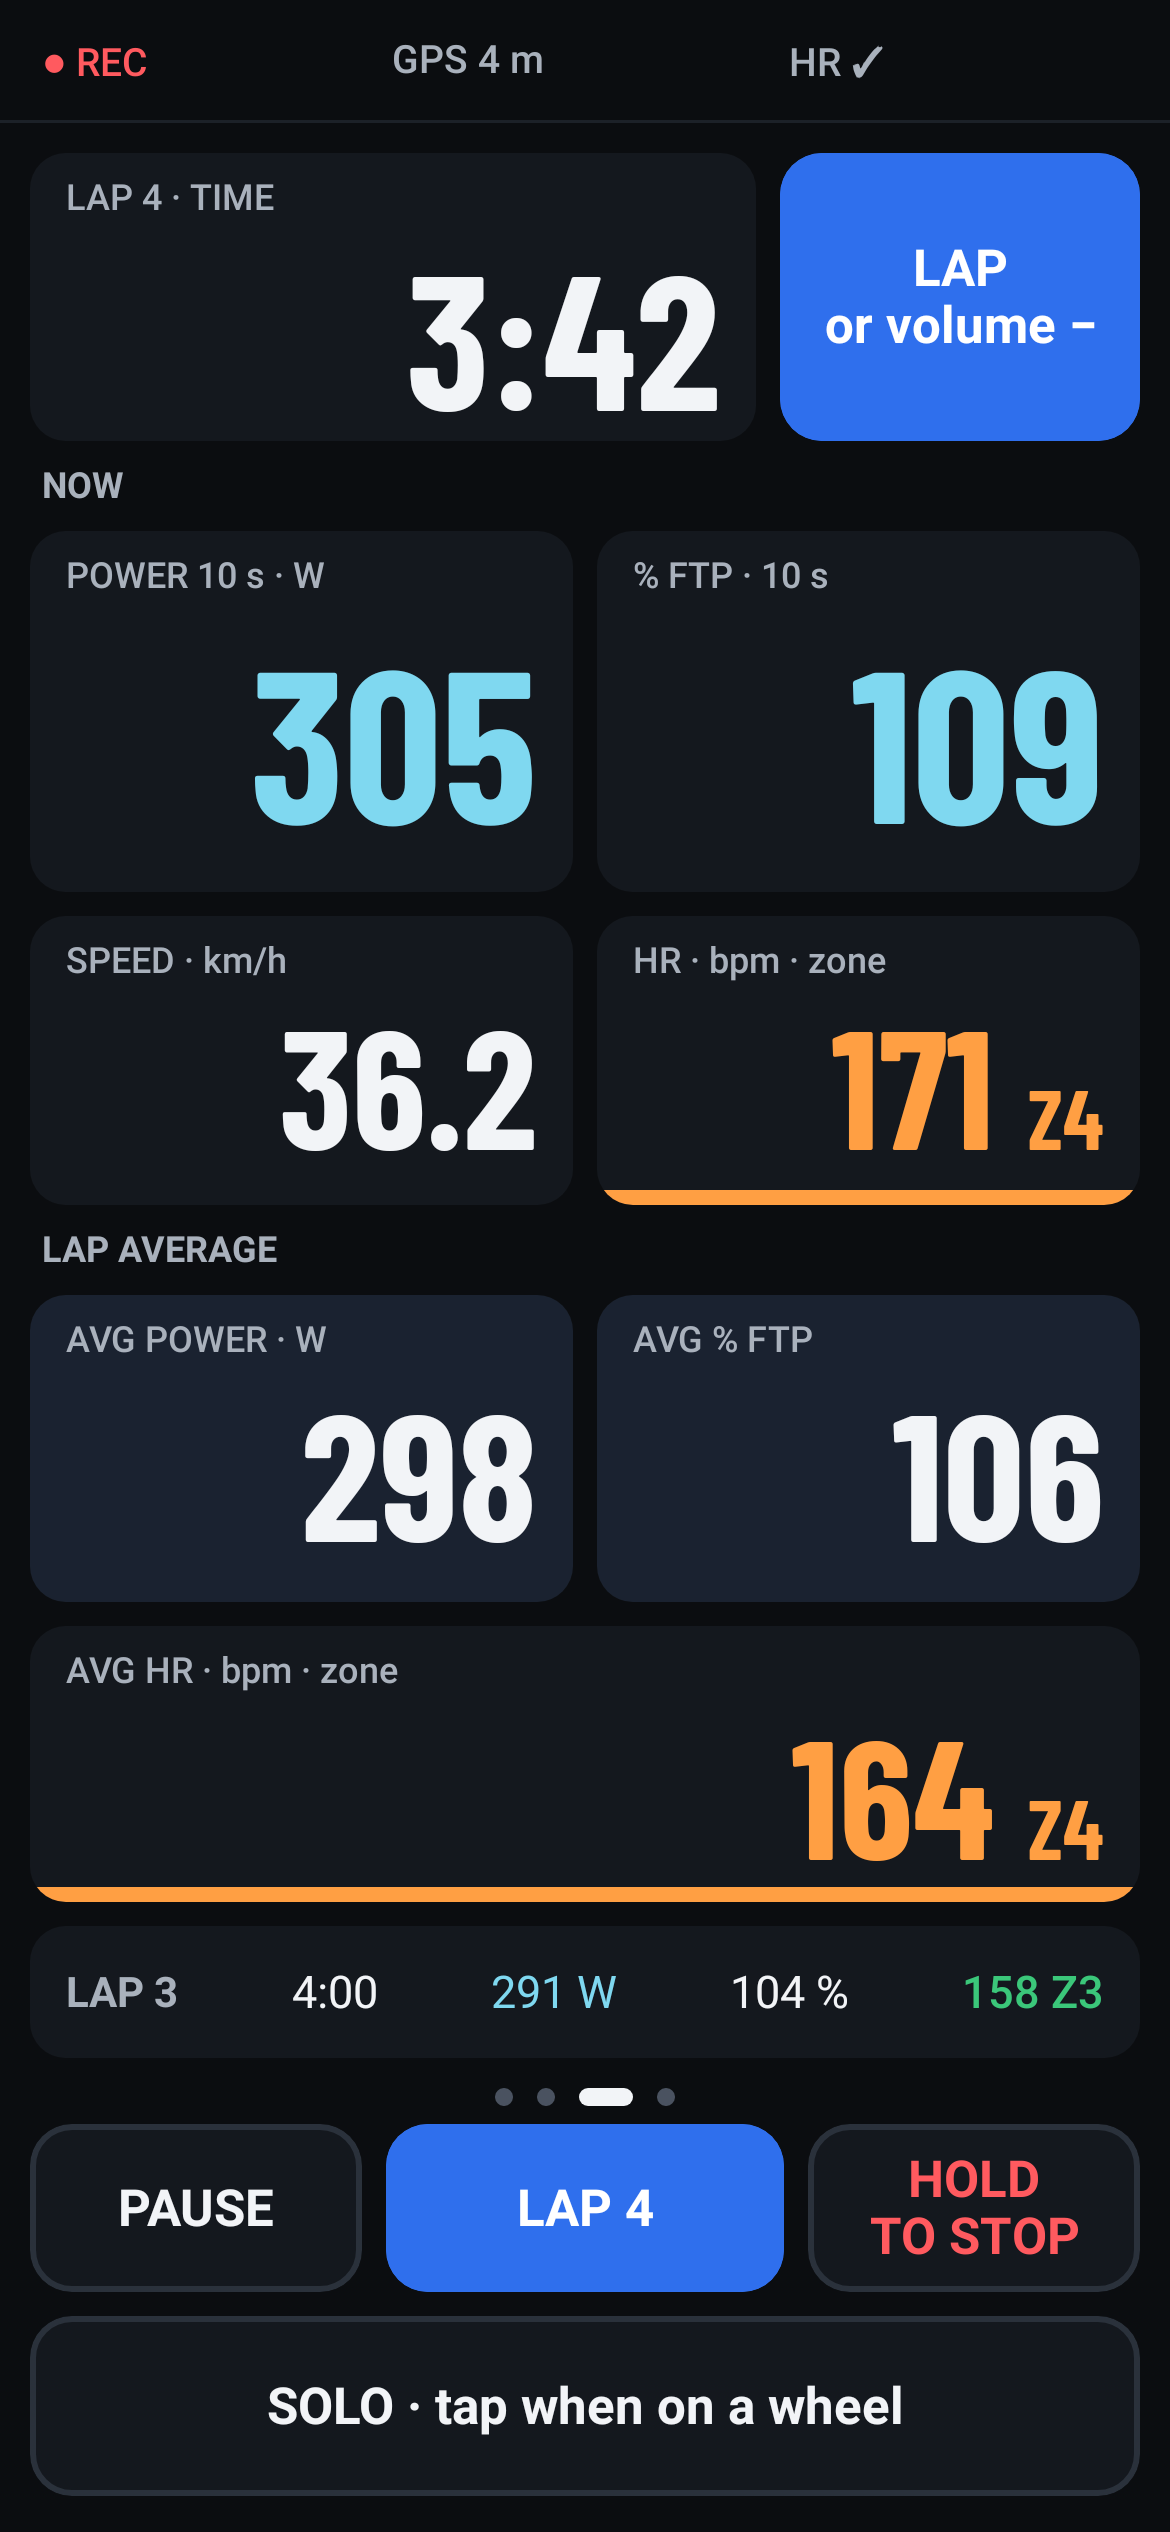 ● REC GPS 4 m HR ✓
LAP 4 · TIME
3:42
LAP
or volume −
NOW
POWER 10 s · W
305
% FTP · 10 s
109
SPEED · km/h
36.2
HR · bpm · zone
171 Z4
LAP AVERAGE
AVG POWER · W
298
AVG % FTP
106
AVG HR · bpm · zone
164 Z4
LAP 3 4:00 291 W 104 % 158 Z3
PAUSE
LAP 4
HOLD
TO STOP
SOLO · tap when on a wheel